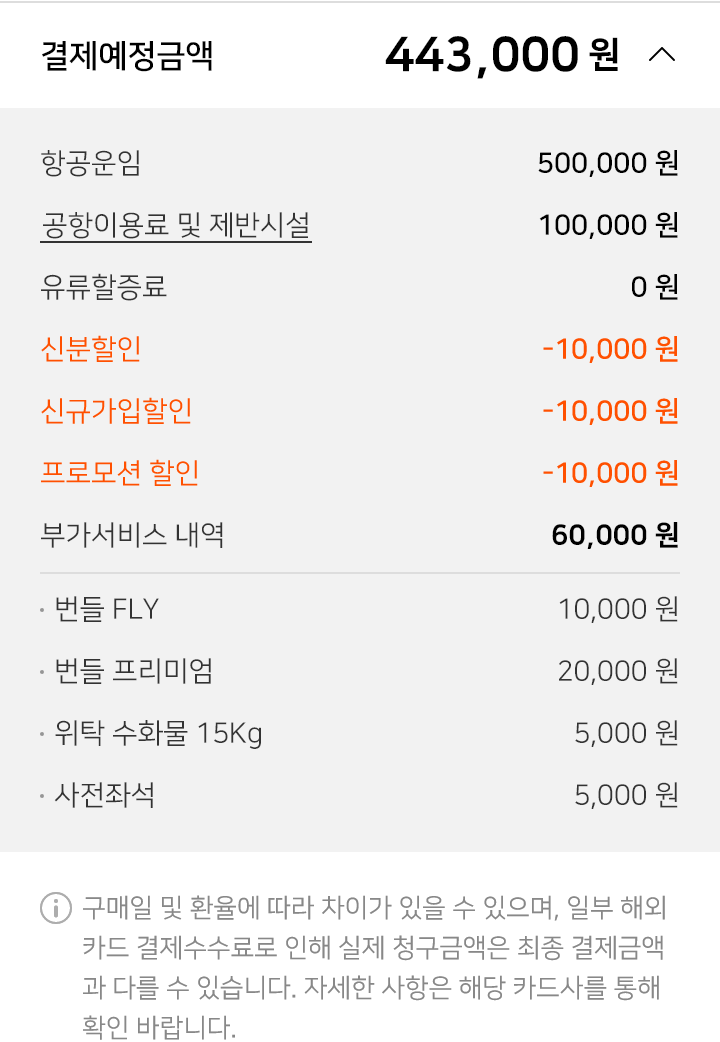 결제예정금액 443,000 원
항공운임 500,000 원
공항이용료 및 제반시설 100,000 원
유류할증료 0 원
신분할인 -10,000 원
신규가입할인 -10,000 원
프로모션 할인 -10,000 원
부가서비스 내역 60,000 원
· 번들 FLY 10,000 원
· 번들 프리미엄 20,000 원
· 위탁 수화물 15Kg 5,000 원
· 사전좌석 5,000 원
구매일 및 환율에 따라 차이가 있을 수 있으며, 일부 해외
카드 결제수수료로 인해 실제 청구금액은 최종 결제금액
과 다를 수 있습니다. 자세한 사항은 해당 카드사를 통해
확인 바랍니다.